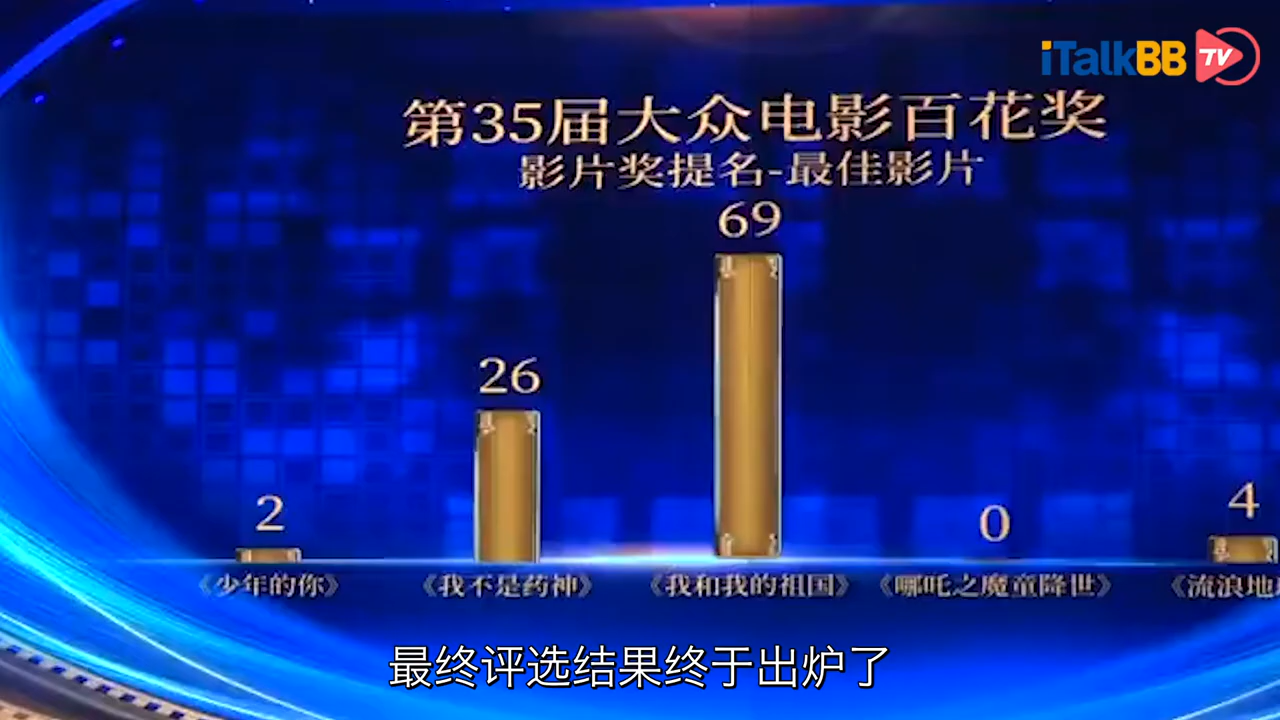 iTalkBB TV
第35届大众电影百花奖
影片奖提名-最佳影片
69
26
2
0
4
《少年的你》
《我不是药神》
《我和我的祖国》
《哪吒之魔童降世》
《流浪地
最终评选结果终于出炉了